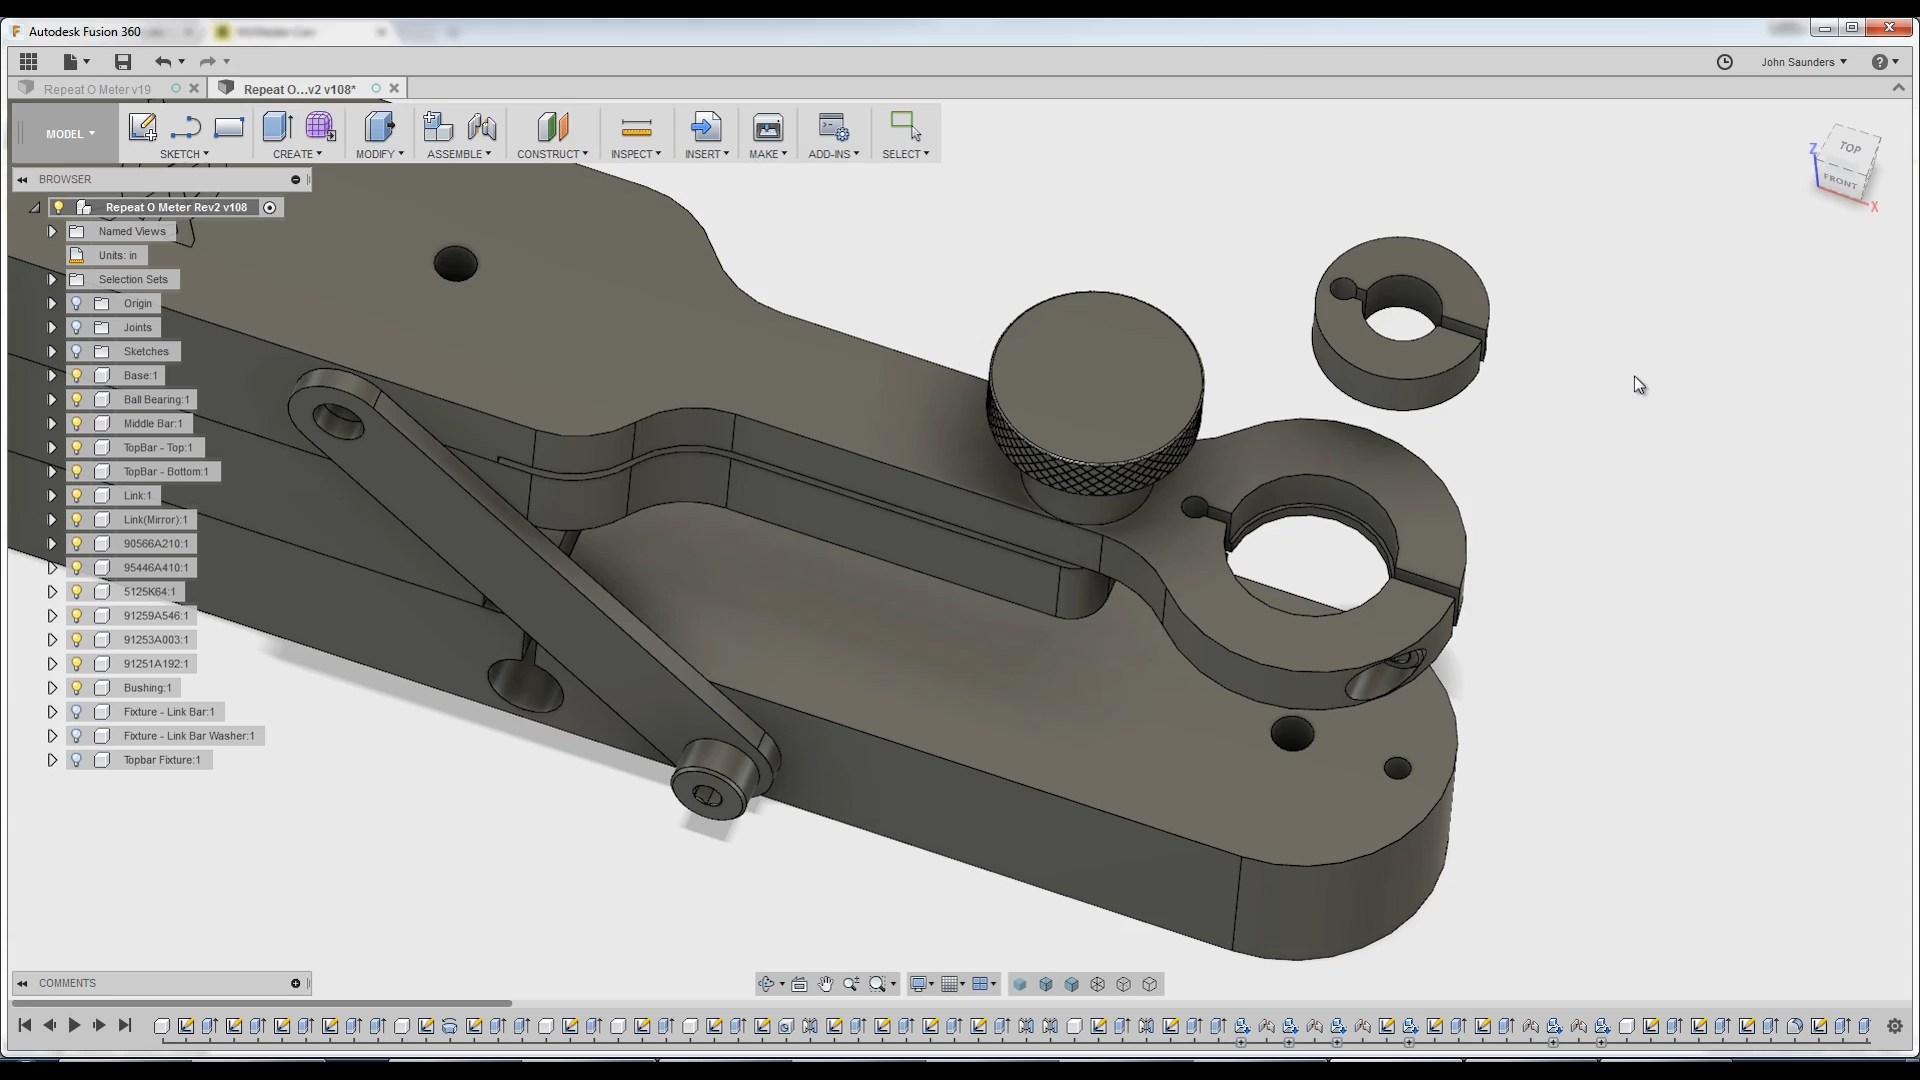 Autodesk Fusion 360
John Saunders
Repeat O Meter v19
Repeat O...v2 v108*
MODEL
SKETCH
CREATE
MODIFY
ASSEMBLE
CONSTRUCT
INSPECT
INSERT
MAKE
ADD-INS
SELECT
TOP
FRONT
Z
X
BROWSER
Repeat O Meter Rev2 v108
Named Views
Units: in
Selection Sets
Origin
Joints
Sketches
Base:1
Ball Bearing:1
Middle Bar:1
TopBar - Top:1
TopBar - Bottom:1
Link:1
Link(Mirror):1
90566A210:1
95446A410:1
5125K64:1
91259A546:1
91253A003:1
91251A192:1
Bushing:1
Fixture - Link Bar:1
Fixture - Link Bar Washer:1
Topbar Fixture:1
COMMENTS